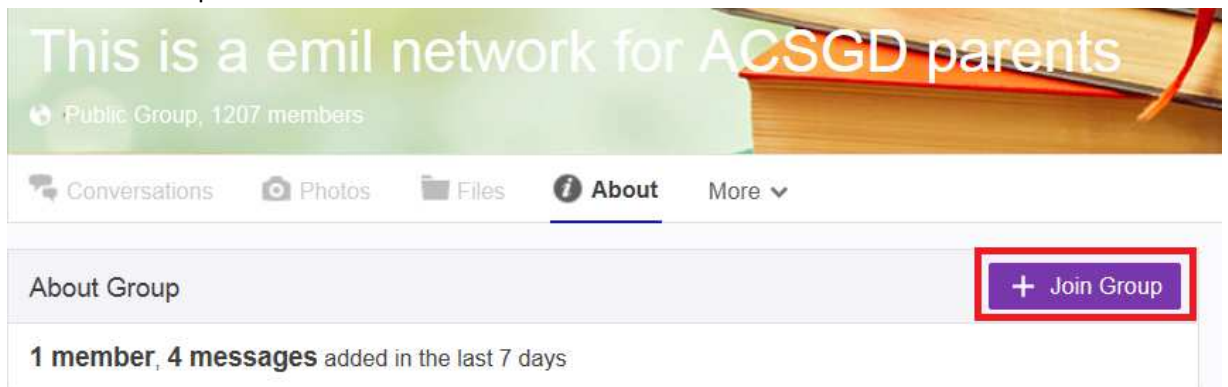 This is a emil network for ACSGD parents
Public Group, 1207 members
Conversations Photos Files About More
About Group + Join Group
1 member, 4 messages added in the last 7 days